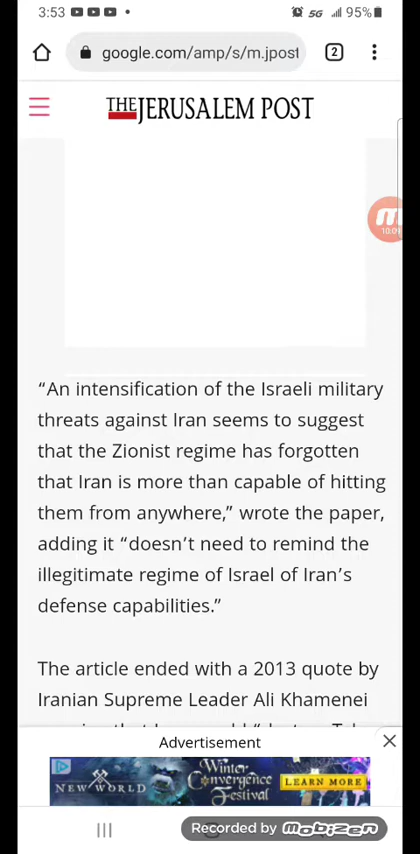 3:53
5G
95%
google.com/amp/s/m.jpost
2
THE JERUSALEM POST
10:01
“An intensification of the Israeli military
threats against Iran seems to suggest
that the Zionist regime has forgotten
that Iran is more than capable of hitting
them from anywhere,” wrote the paper,
adding it “doesn’t need to remind the
illegitimate regime of Israel of Iran’s
defense capabilities.”
The article ended with a 2013 quote by
Iranian Supreme Leader Ali Khamenei
Advertisement
NEW WORLD
Winter
Convergence
Festival
LEARN MORE
Recorded by MOBIZEN